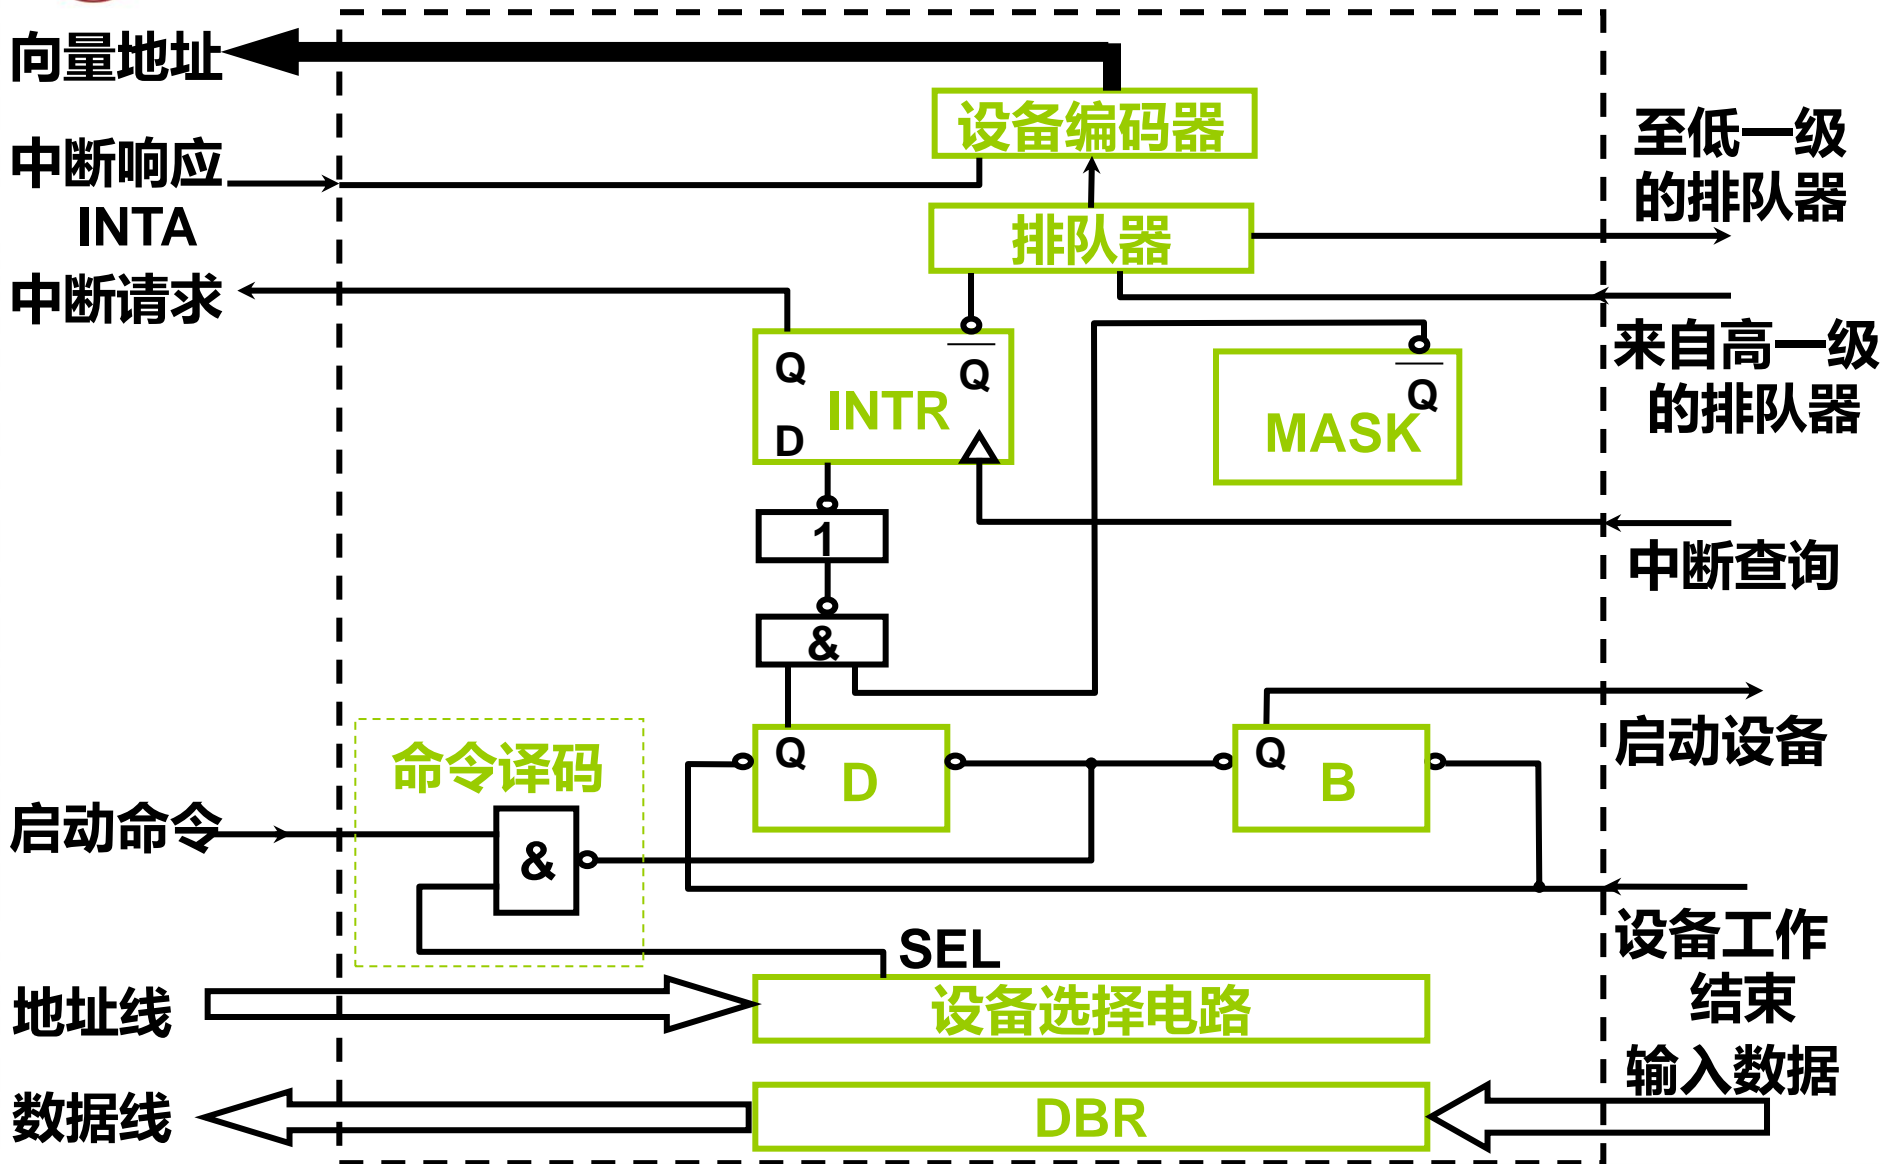 向量地址
设备编码器
中断响应
INTA
至低一级
的排队器
排队器
中断请求
来自高一级
的排队器
Q
Q
INTR
D
Q
MASK
1
中断查询
&
启动设备
命令译码
Q
D
Q
B
启动命令
&
设备工作
结束
SEL
地址线
设备选择电路
输入数据
数据线
DBR